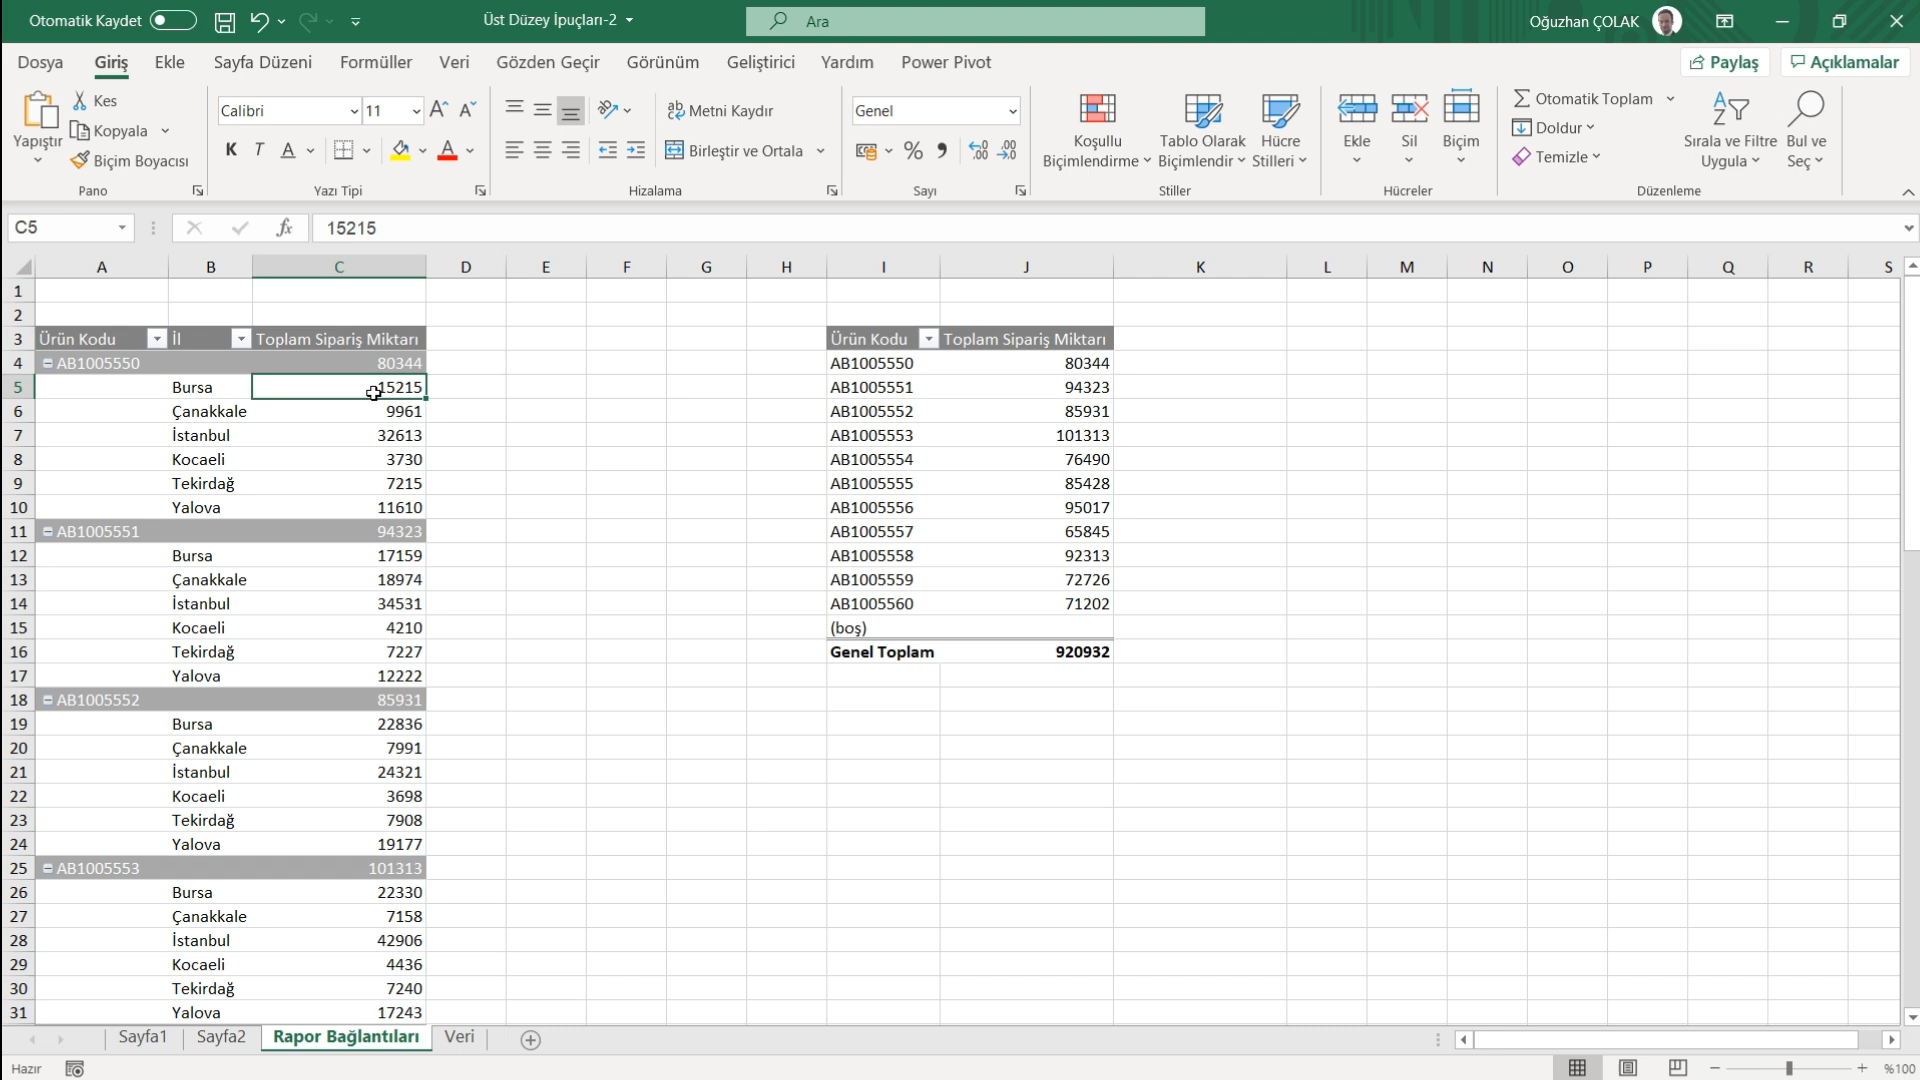 Otomatik Kaydet
Üst Düzey İpuçları-2
Ara
Oğuzhan ÇOLAK
Dosya Giriş Ekle Sayfa Düzeni Formüller Veri Gözden Geçir Görünüm Geliştirici Yardım Power Pivot
Paylaş Açıklamalar
Yapıştır
Kes
Kopyala
Biçim Boyacısı
Pano
Calibri 11
K T A
Yazı Tipi
Metni Kaydır
Birleştir ve Ortala
Hizalama
Genel
Sayı
Koşullu Biçimlendirme
Tablo Olarak Biçimlendir
Hücre Stilleri
Stiller
Ekle Sil Biçim
Hücreler
Otomatik Toplam
Doldur
Temizle
Sırala ve Filtre Uygula
Bul ve Seç
Düzenleme
C5 fx 15215
A B C D E F G H I J K L M N O P Q R S
1
2
3 Ürün Kodu İl Toplam Sipariş Miktarı Ürün Kodu Toplam Sipariş Miktarı
4 AB1005550 80344 AB1005550 80344
5 Bursa 15215 AB1005551 94323
6 Çanakkale 9961 AB1005552 85931
7 İstanbul 32613 AB1005553 101313
8 Kocaeli 3730 AB1005554 76490
9 Tekirdağ 7215 AB1005555 85428
10 Yalova 11610 AB1005556 95017
11 AB1005551 94323 AB1005557 65845
12 Bursa 17159 AB1005558 92313
13 Çanakkale 18974 AB1005559 72726
14 İstanbul 34531 AB1005560 71202
15 Kocaeli 4210 (boş)
16 Tekirdağ 7227 Genel Toplam 920932
17 Yalova 12222
18 AB1005552 85931
19 Bursa 22836
20 Çanakkale 7991
21 İstanbul 24321
22 Kocaeli 3698
23 Tekirdağ 7908
24 Yalova 19177
25 AB1005553 101313
26 Bursa 22330
27 Çanakkale 7158
28 İstanbul 42906
29 Kocaeli 4436
30 Tekirdağ 7240
31 Yalova 17243
Sayfa1 Sayfa2 Rapor Bağlantıları Veri
Hazır
%100